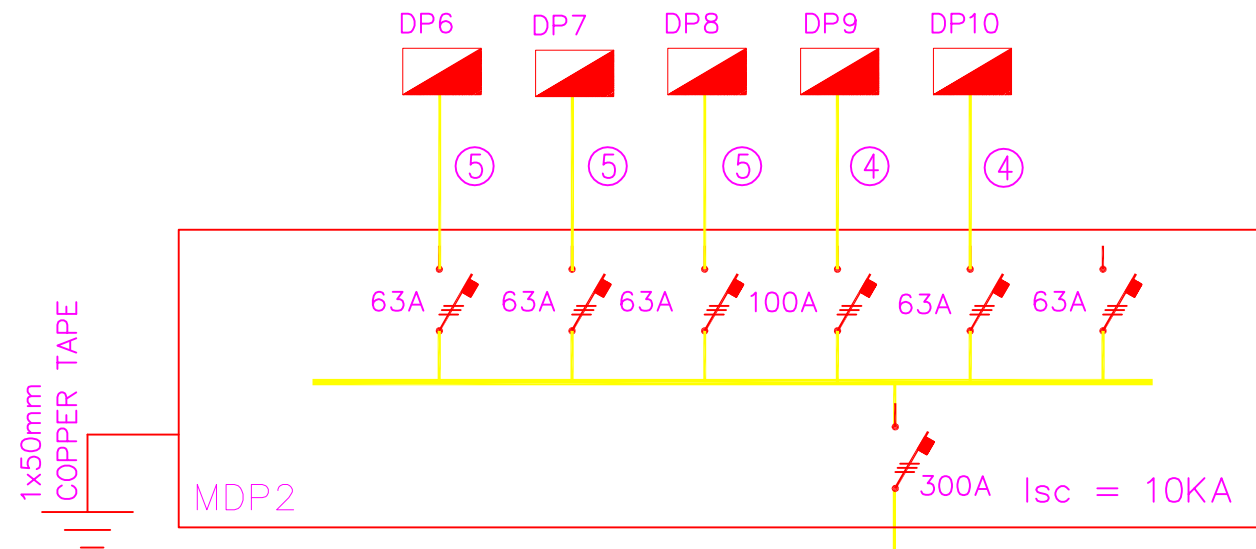 DP6 DP7 DP8 DP9 DP10
5 5 5 4 4
63A 63A 63A 100A 63A 63A
1x50mm
COPPER TAPE
MDP2
300A Isc = 10KA